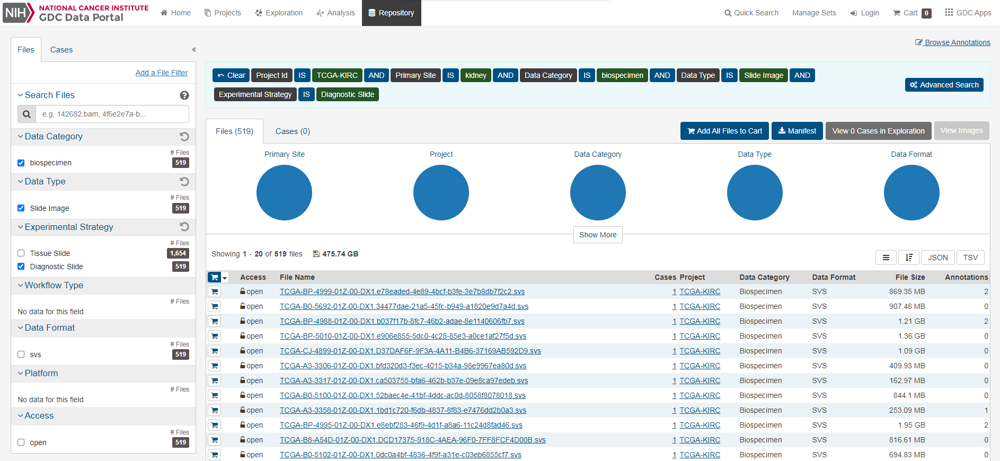 NIH NATIONAL CANCER INSTITUTE
GDC Data Portal
Home Projects Exploration Analysis Repository Quick Search Manage Sets Login Cart 0 GDC Apps
Browse Annotations
Files Cases «
Add a File Filter
Search Files ?
e.g. 142682.bam, 4f6e2e7a-b...
Data Category
# Files
biospecimen 519
Data Type
# Files
Slide Image 519
Experimental Strategy
# Files
Tissue Slide 1,654
Diagnostic Slide 519
Workflow Type
# Files
No data for this field
Data Format
# Files
svs 519
Platform
# Files
No data for this field
Access
# Files
open 519
Clear Project Id IS TCGA-KIRC AND Primary Site IS kidney AND Data Category IS biospecimen AND Data Type IS Slide Image AND
Experimental Strategy IS Diagnostic Slide
Advanced Search
Files (519) Cases (0)
Add All Files to Cart Manifest View 0 Cases in Exploration View Images
Primary Site Project Data Category Data Type Data Format
Show More
Showing 1 - 20 of 519 files 475.74 GB
JSON TSV
Access File Name Cases Project Data Category Data Format File Size Annotations
open TCGA-BP-4999-01Z-00-DX1.e78eaded-4e89-4bcf-b3fe-3e7b8db7f2c2.svs 1 TCGA-KIRC Biospecimen SVS 869.35 MB 2
open TCGA-B0-5692-01Z-00-DX1.34477dae-21a5-45fc-b949-a1820e9d7a4d.svs 1 TCGA-KIRC Biospecimen SVS 907.48 MB 0
open TCGA-BP-4988-01Z-00-DX1.b037f17b-8fc7-46b2-adae-8e1140606fb7.svs 1 TCGA-KIRC Biospecimen SVS 1.21 GB 2
open TCGA-BP-5010-01Z-00-DX1.e906e855-5dc0-4c28-85e3-a0ce1af27f5d.svs 1 TCGA-KIRC Biospecimen SVS 1.36 GB 0
open TCGA-CJ-4899-01Z-00-DX1.D37DAF6F-9F3A-4A11-B4B6-37169AB592D9.svs 1 TCGA-KIRC Biospecimen SVS 1.09 GB 0
open TCGA-A3-3306-01Z-00-DX1.bfd320d3-f3ec-4015-b34a-98e9967ea80d.svs 1 TCGA-KIRC Biospecimen SVS 409.93 MB 0
open TCGA-A3-3317-01Z-00-DX1.ca503755-bfa6-462b-b37e-09e8ca97edeb.svs 1 TCGA-KIRC Biospecimen SVS 162.97 MB 0
open TCGA-B0-5100-01Z-00-DX1.52baec4e-41bf-4ddc-ac0d-8058f8078018.svs 1 TCGA-KIRC Biospecimen SVS 844.1 MB 0
open TCGA-A3-3358-01Z-00-DX1.1bd1c720-f6db-4837-8f83-e7476dd2b0a3.svs 1 TCGA-KIRC Biospecimen SVS 253.09 MB 1
open TCGA-BP-4995-01Z-00-DX1.e8ebf283-46f9-4d1f-a8a6-11c24d8fad46.svs 1 TCGA-KIRC Biospecimen SVS 1.95 GB 2
open TCGA-B8-A54D-01Z-00-DX1.DCD17375-918C-4AEA-96F0-7FF8FCF4D00B.svs 1 TCGA-KIRC Biospecimen SVS 816.61 MB 0
open TCGA-B0-5102-01Z-00-DX1.0dc0a4bf-4836-4f9f-a31e-c03eb6855cf7.svs 1 TCGA-KIRC Biospecimen SVS 694.83 MB 0